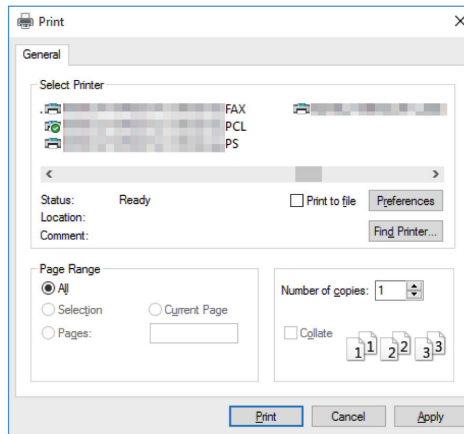 Print
General
Select Printer
FAX
PCL
PS
Status: Ready
Print to file
Preferences
Location:
Comment:
Find Printer...
Page Range
All
Selection
Current Page
Pages:
Number of copies: 1
Collate
1 1 2 2 3 3
Print Cancel Apply